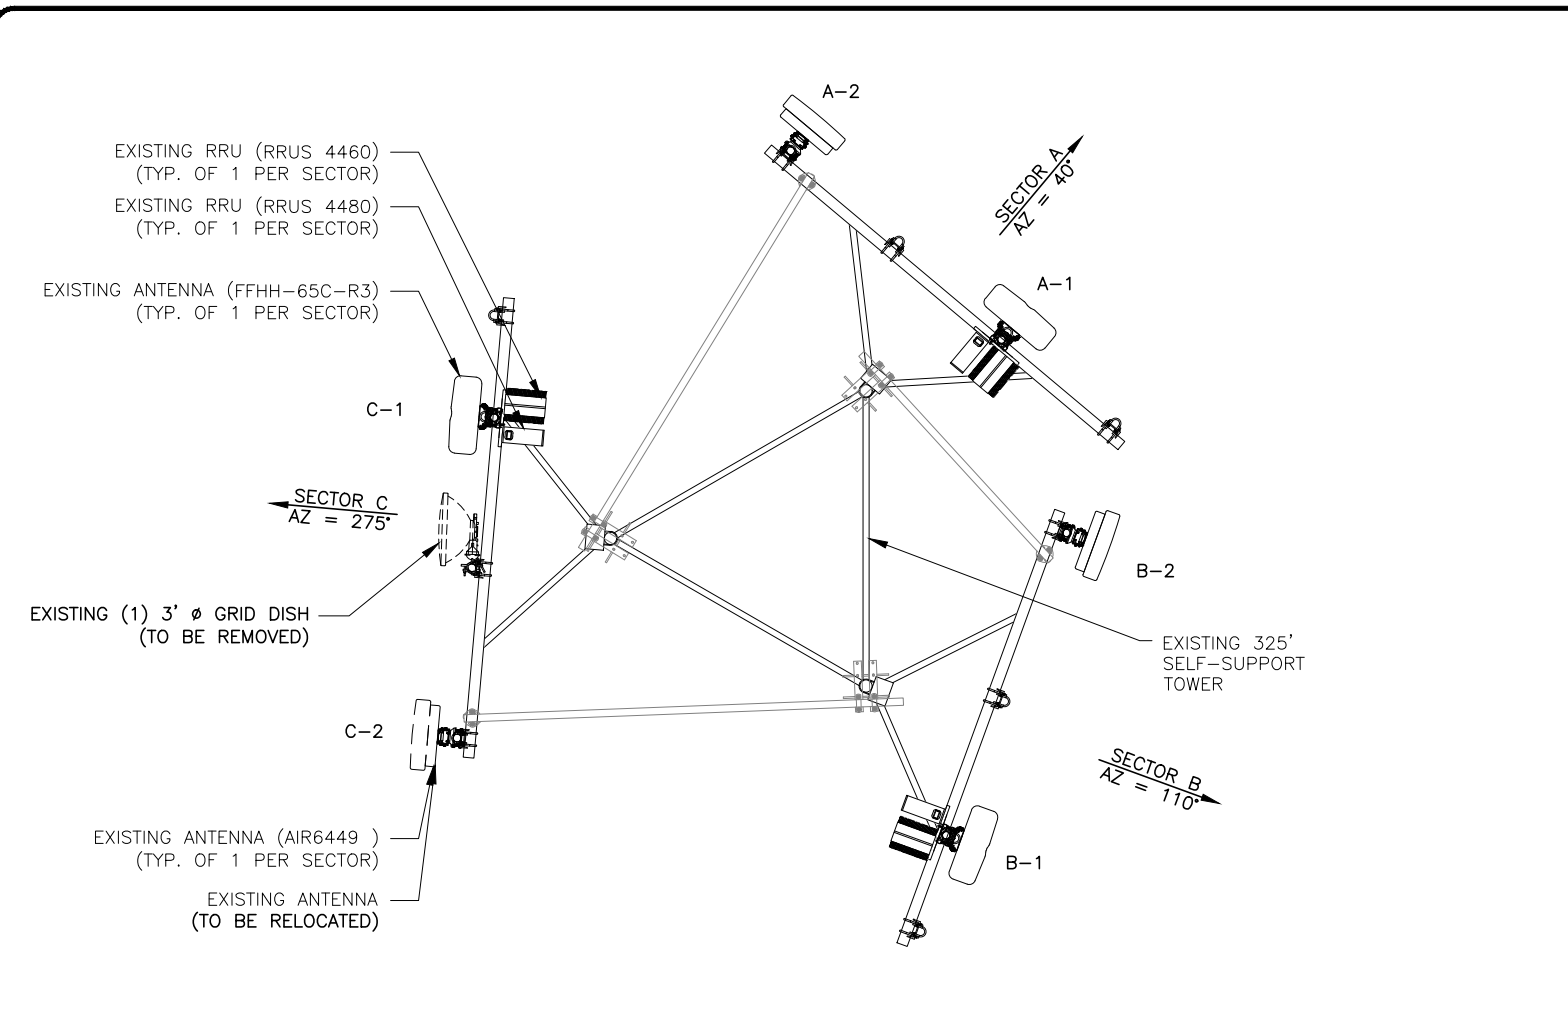 A-2
EXISTING RRU (RRUS 4460)
(TYP. OF 1 PER SECTOR)
EXISTING RRU (RRUS 4480)
(TYP. OF 1 PER SECTOR)
SECTOR A
AZ = 40°
EXISTING ANTENNA (FFHH-65C-R3)
(TYP. OF 1 PER SECTOR)
A-1
C-1
SECTOR C
AZ = 275°
B-2
EXISTING (1) 3' ø GRID DISH
(TO BE REMOVED)
EXISTING 325'
SELF-SUPPORT
TOWER
C-2
SECTOR B
AZ = 110°
EXISTING ANTENNA (AIR6449 )
(TYP. OF 1 PER SECTOR)
B-1
EXISTING ANTENNA
(TO BE RELOCATED)